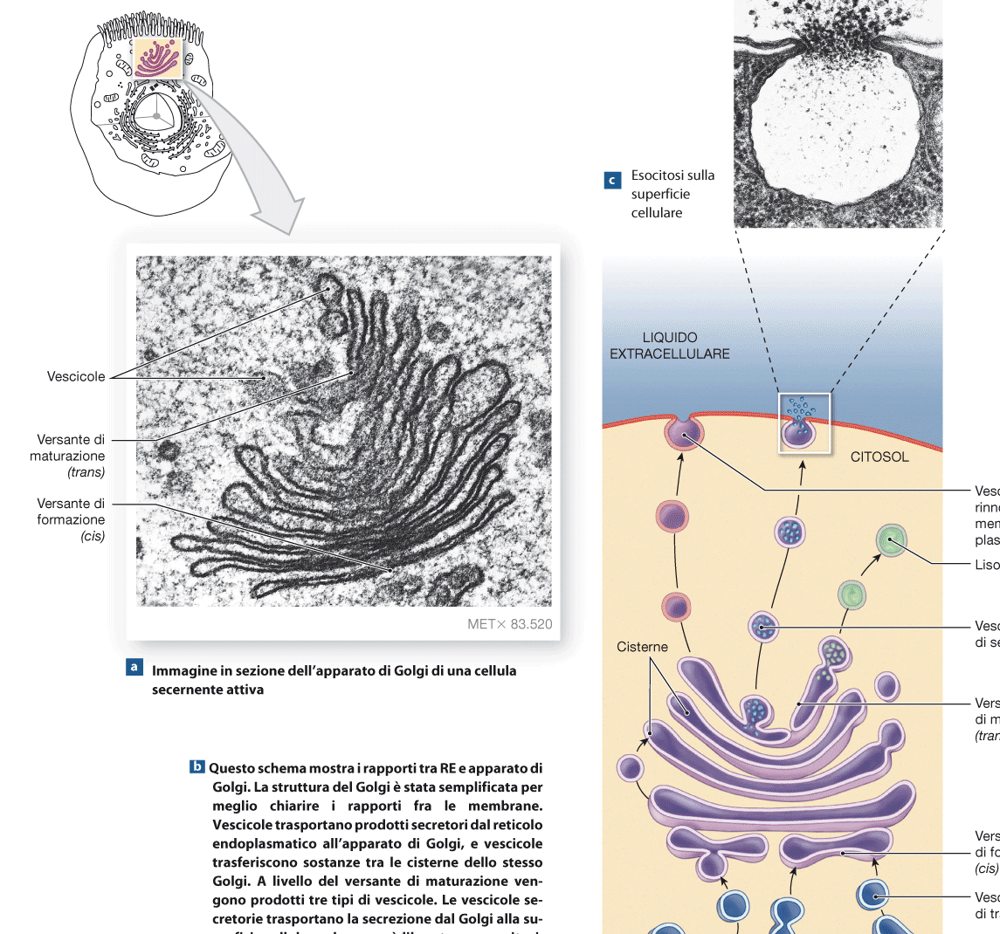 c Esocitosi sulla
superficie
cellulare
LIQUIDO
EXTRACELLULARE
CITOSOL
Vescicole
Versante di
maturazione
(trans)
Versante di
formazione
(cis)
MET× 83.520
a Immagine in sezione dell’apparato di Golgi di una cellula
secernente attiva
b Questo schema mostra i rapporti tra RE e apparato di
Golgi. La struttura del Golgi è stata semplificata per
meglio chiarire i rapporti fra le membrane.
Vescicole trasportano prodotti secretori dal reticolo
endoplasmatico all’apparato di Golgi, e vescicole
trasferiscono sostanze tra le cisterne dello stesso
Golgi. A livello del versante di maturazione ven-
gono prodotti tre tipi di vescicole. Le vescicole se-
cretorie trasportano la secrezione dal Golgi alla su-
Cisterne
di
(cis)